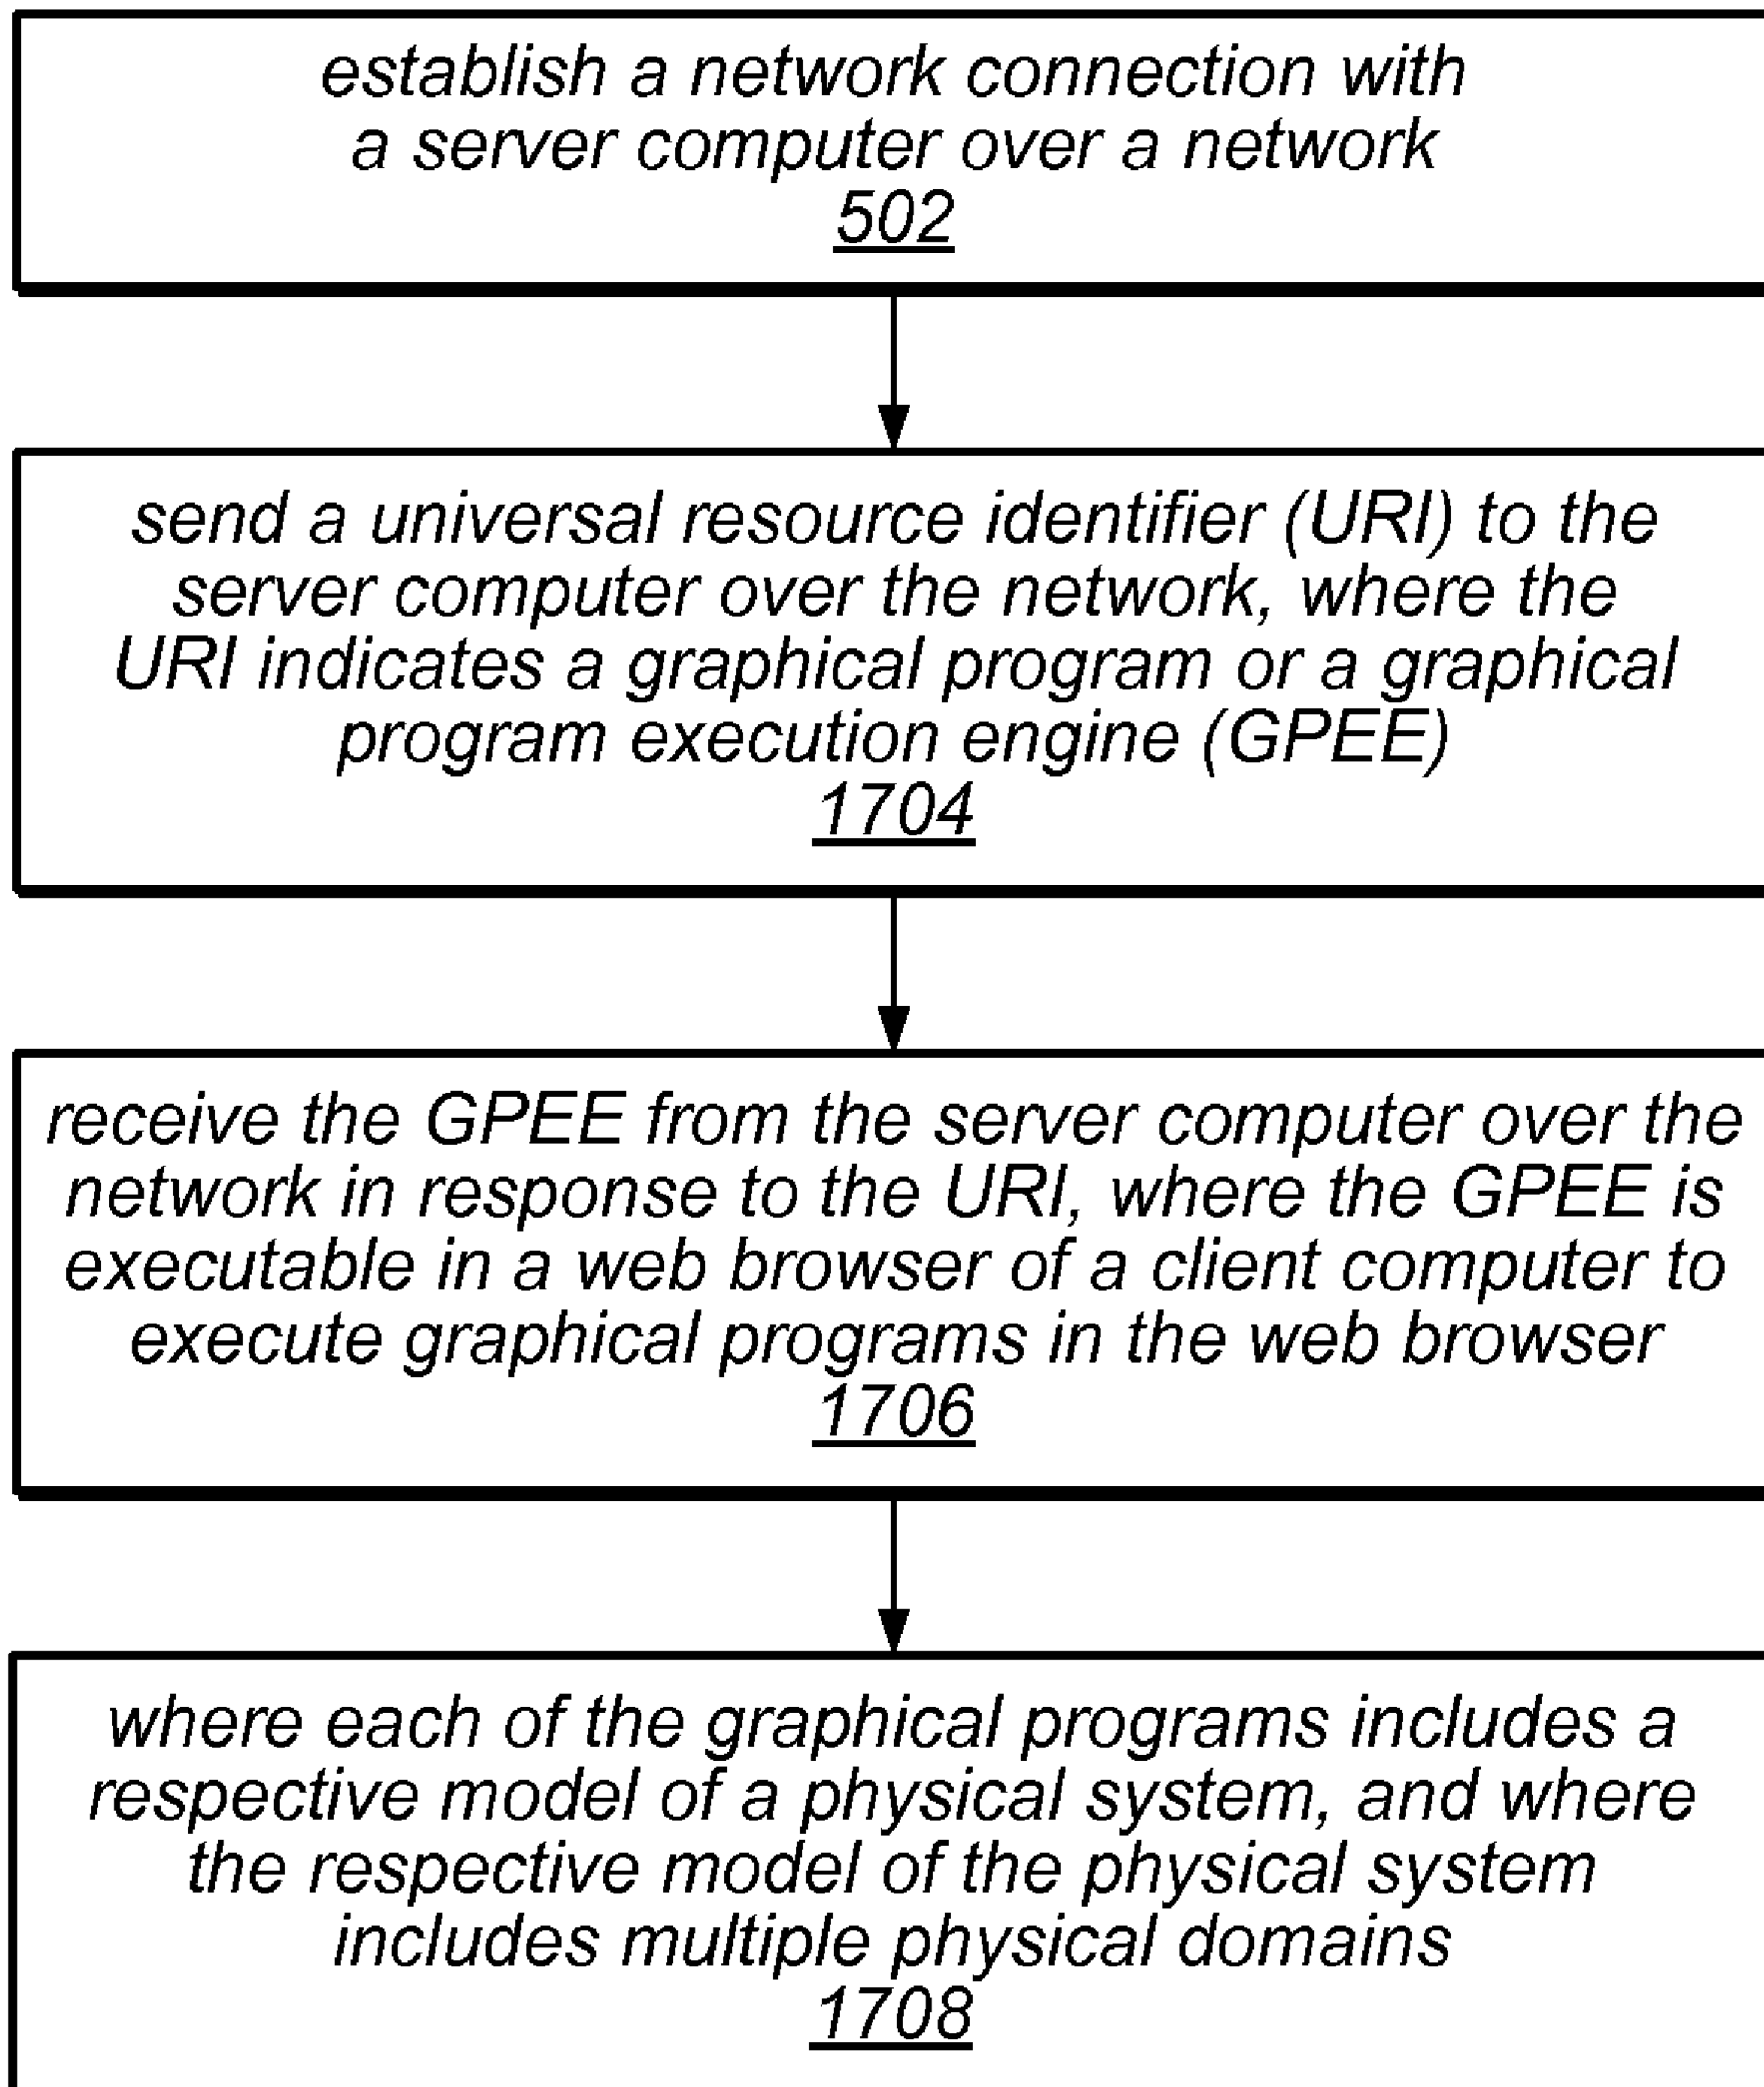 establish a network connection with
a server computer over a network
502
send a universal resource identifier (URI) to the
server computer over the network, where the
URI indicates a graphical program or a graphical
program execution engine (GPEE)
1704
receive the GPEE from the server computer over the
network in response to the URI, where the GPEE is
executable in a web browser of a client computer to
execute graphical programs in the web browser
1706
where each of the graphical programs includes a
respective model of a physical system, and where
the respective model of the physical system
includes multiple physical domains
1708